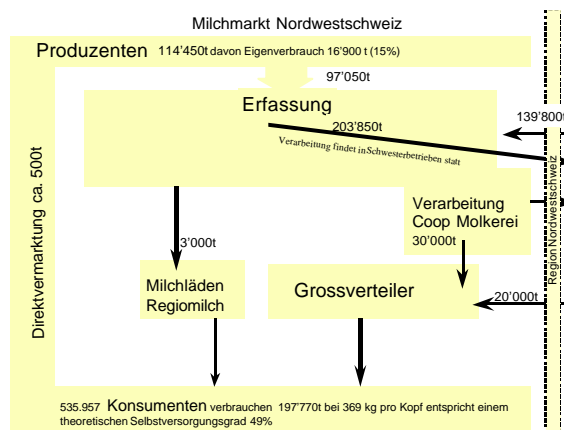 Milchmarkt Nordwestschweiz
Produzenten 114'450t davon Eigenverbrauch 16'900 t (15%)
97'050t
Erfassung
139'800t
203'850t
Verarbeitung findet in Schwesterbetrieben statt
Direktvermarktung ca. 500t
Region Nordwestschweiz
Verarbeitung
Coop Molkerei
30'000t
3'000t
Milchläden
Regiomilch
Grossverteiler
20'000t
535.957 Konsumenten verbrauchen 197'770t bei 369 kg pro Kopf entspricht einem
theoretischen Selbstversorgungsgrad 49%